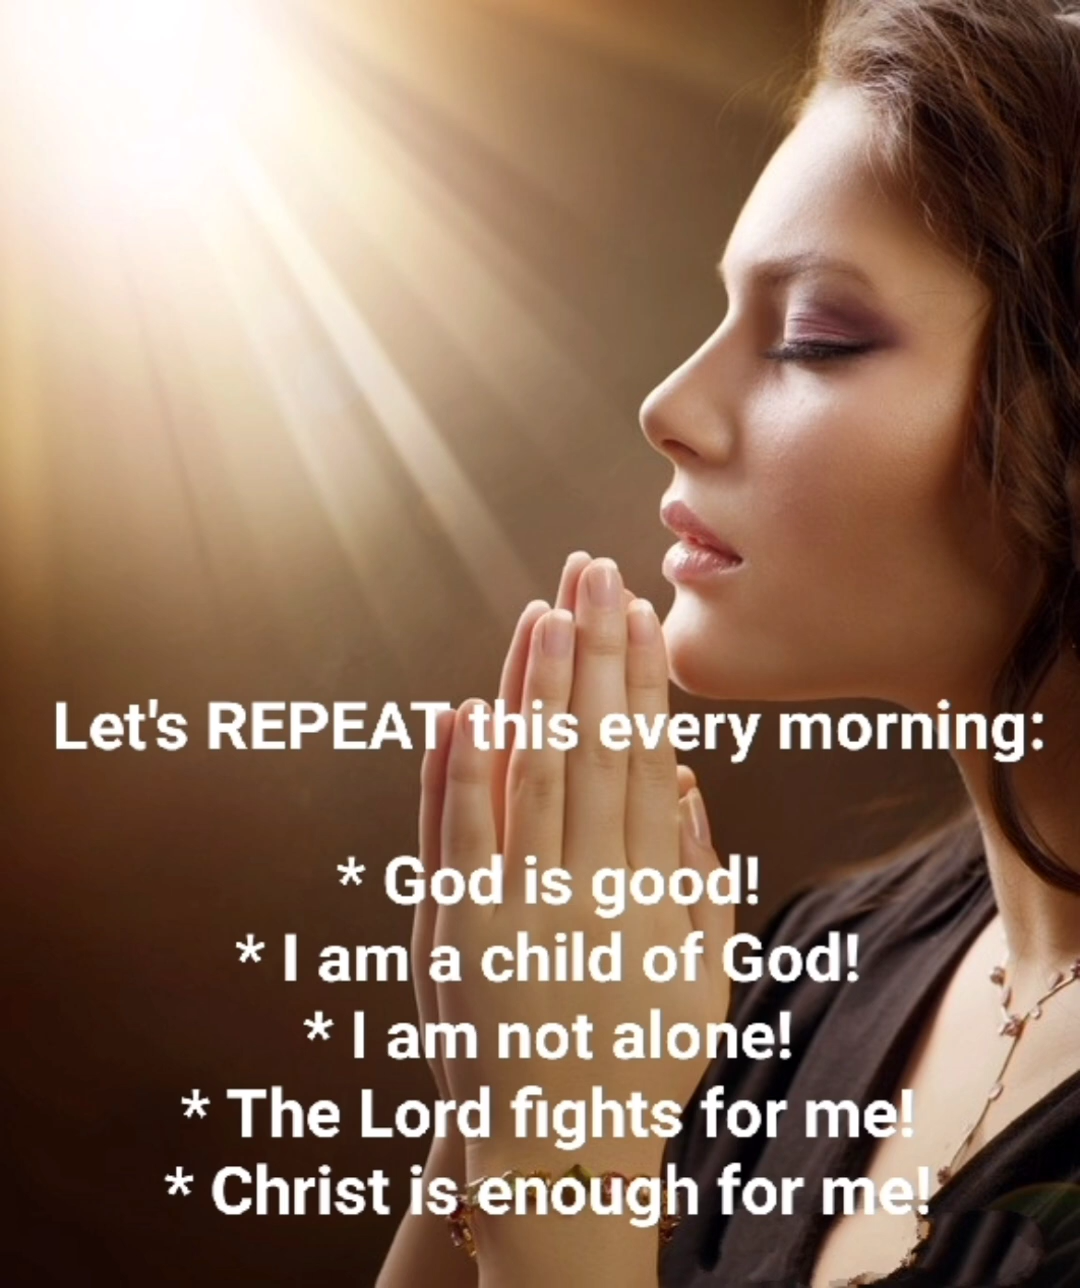 Let's REPEAT this every morning:
* God is good!
* I am a child of God!
* I am not alone!
* The Lord fights for me!
* Christ is enough for me!